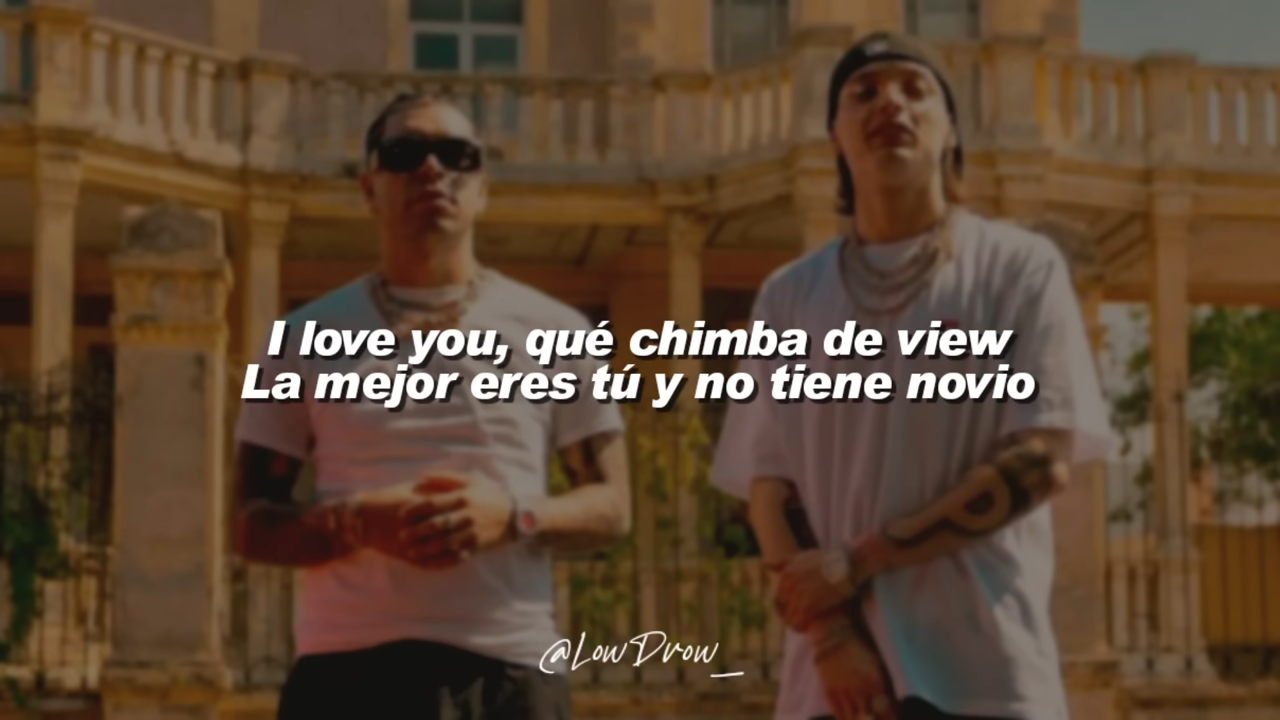 I love you, qué chimba de view
La mejor eres tú y no tiene novio
@LowDrow_